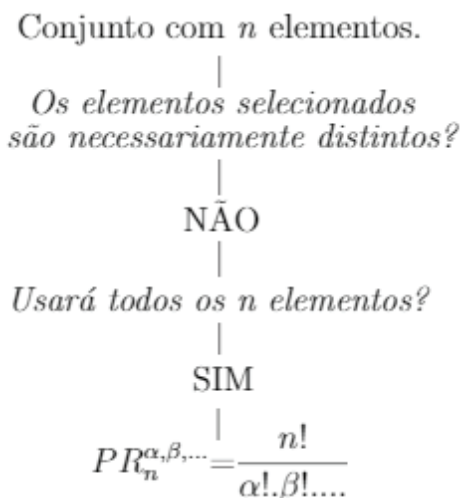 Conjunto com n elementos.
Os elementos selecionados
são necessariamente distintos?
NÃO
Usará todos os n elementos?
SIM
PR_n^{α,β,...} = n! / α!.β!....